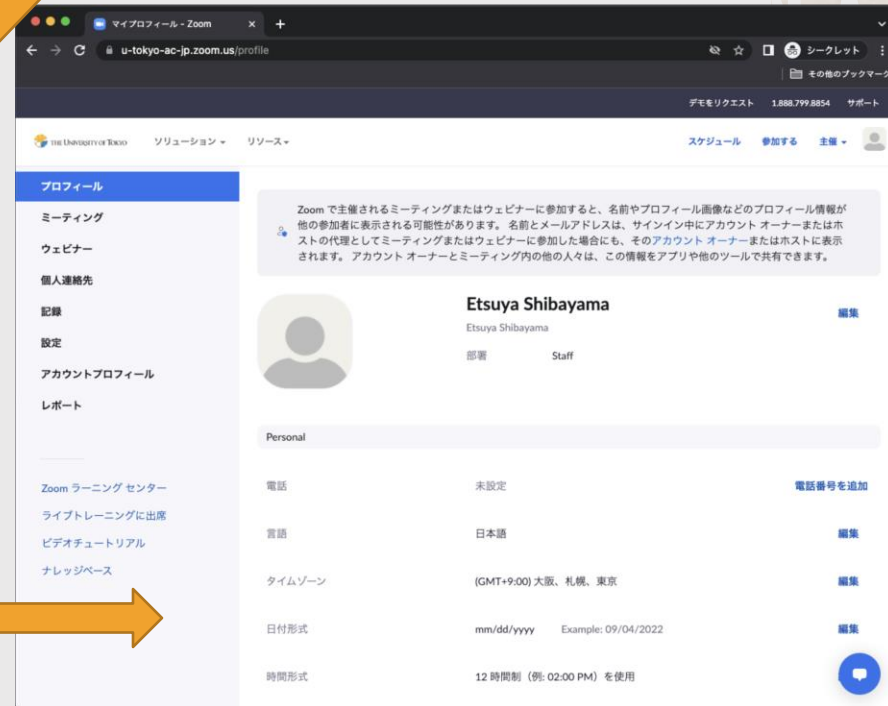 マイプロフィール - Zoom
u-tokyo-ac-jp.zoom.us/profile
シークレット
その他のブックマーク
デモをリクエスト 1.888.799.8854 サポート
THE UNIVERSITY OF TOKYO ソリューション リソース スケジュール 参加する 主催
プロフィール
ミーティング
ウェビナー
個人連絡先
記録
設定
アカウントプロフィール
レポート
Zoom ラーニング センター
ライブトレーニングに出席
ビデオチュートリアル
ナレッジベース
Zoom で主催されるミーティングまたはウェビナーに参加すると、名前やプロフィール画像などのプロフィール情報が
他の参加者に表示される可能性があります。 名前とメールアドレスは、サインイン中にアカウント オーナーまたはホ
ストの代理としてミーティングまたはウェビナーに参加した場合にも、そのアカウント オーナーまたはホストに表示
されます。 アカウント オーナーとミーティング内の他の人々は、この情報をアプリや他のツールで共有できます。
Etsuya Shibayama 編集
Etsuya Shibayama
部署 Staff
Personal
電話 未設定 電話番号を追加
言語 日本語 編集
タイムゾーン (GMT+9:00) 大阪、札幌、東京 編集
日付形式 mm/dd/yyyy Example: 09/04/2022 編集
時間形式 12 時間制（例: 02:00 PM）を使用